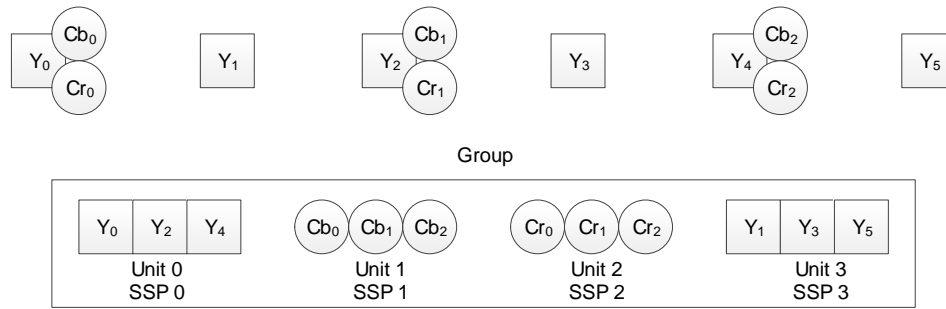 Cb₀ Cb₁ Cb₂
Y₀ Y₁ Y₂ Y₃ Y₄ Y₅
Cr₀ Cr₁ Cr₂
Group
Y₀ Y₂ Y₄ Cb₀ Cb₁ Cb₂ Cr₀ Cr₁ Cr₂ Y₁ Y₃ Y₅
Unit 0 Unit 1 Unit 2 Unit 3
SSP 0 SSP 1 SSP 2 SSP 3